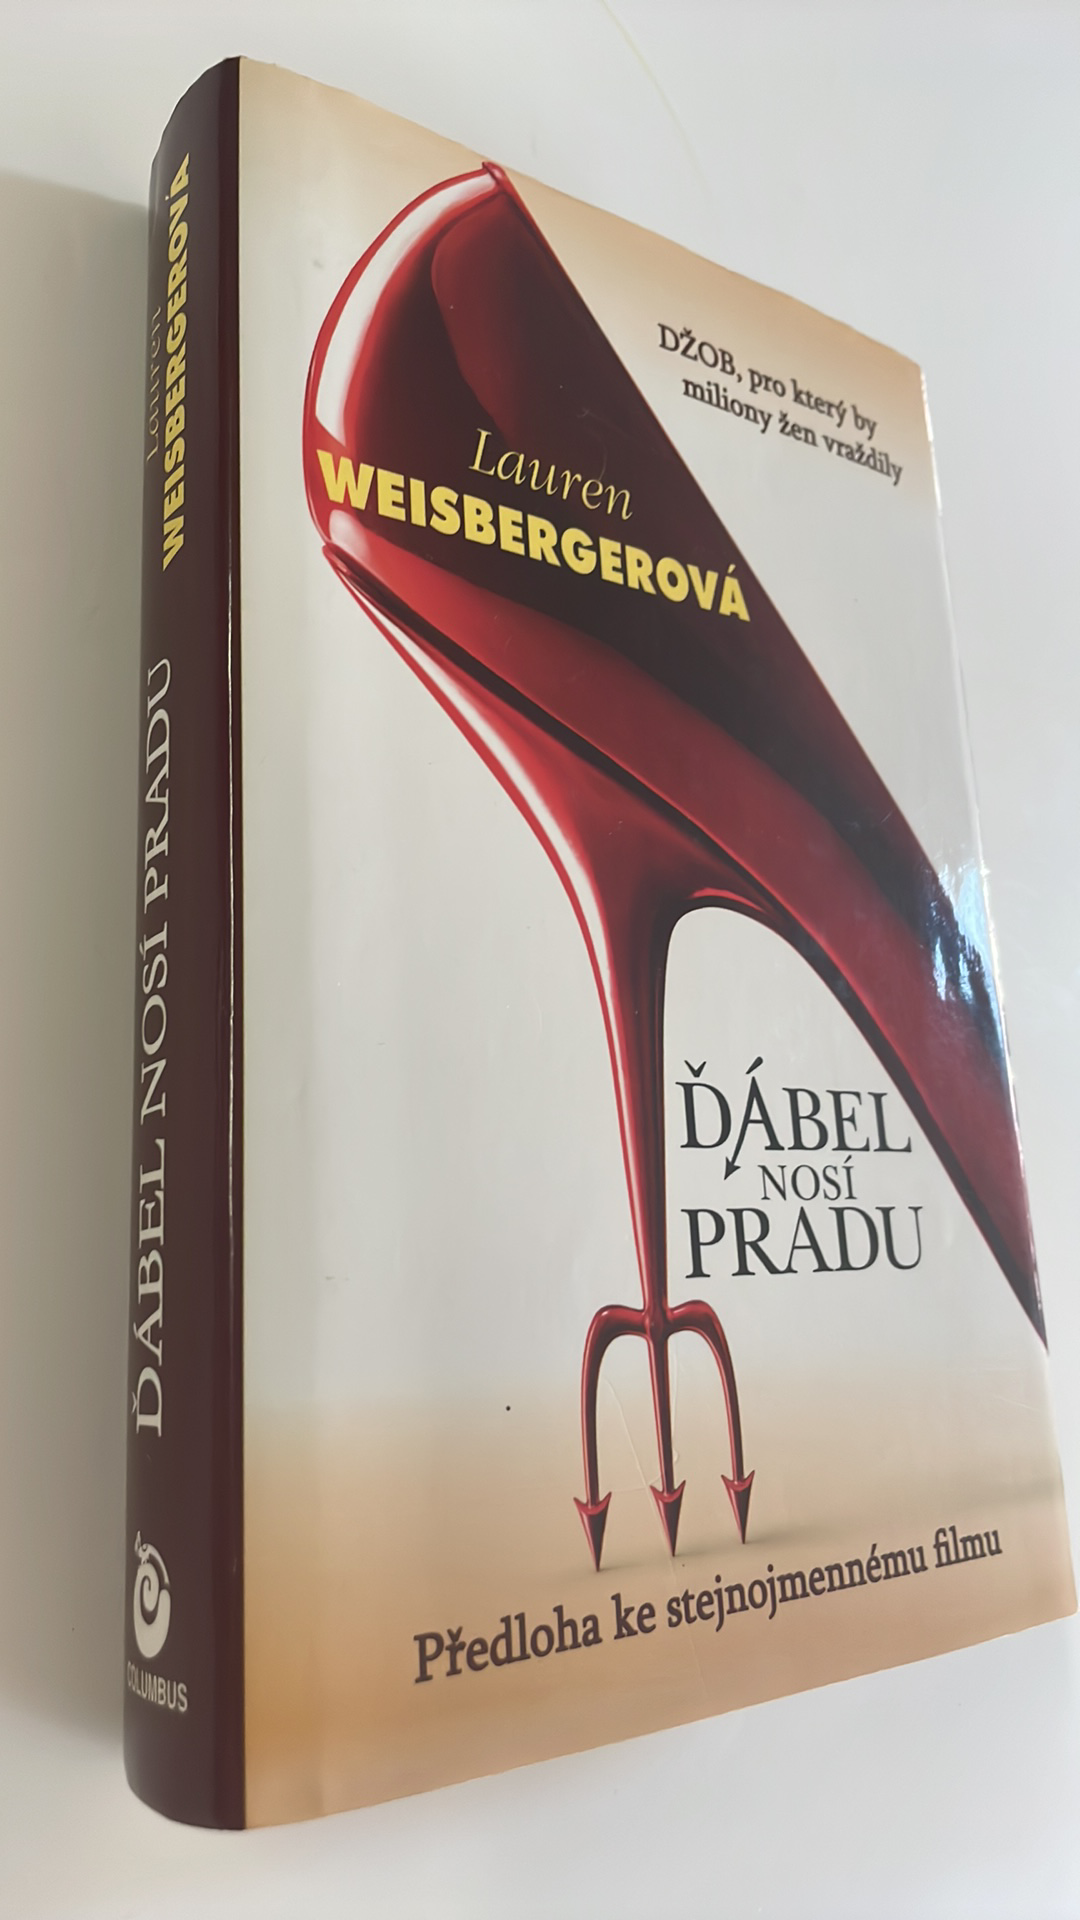 Lauren
WEISBERGEROVÁ
ĎÁBEL NOSÍ PRADU
COLUMBUS
DŽOB, pro který by
miliony žen vraždily
Lauren
WEISBERGEROVÁ
ĎÁBEL
NOSÍ
PRADU
Předloha ke stejnojmennému filmu